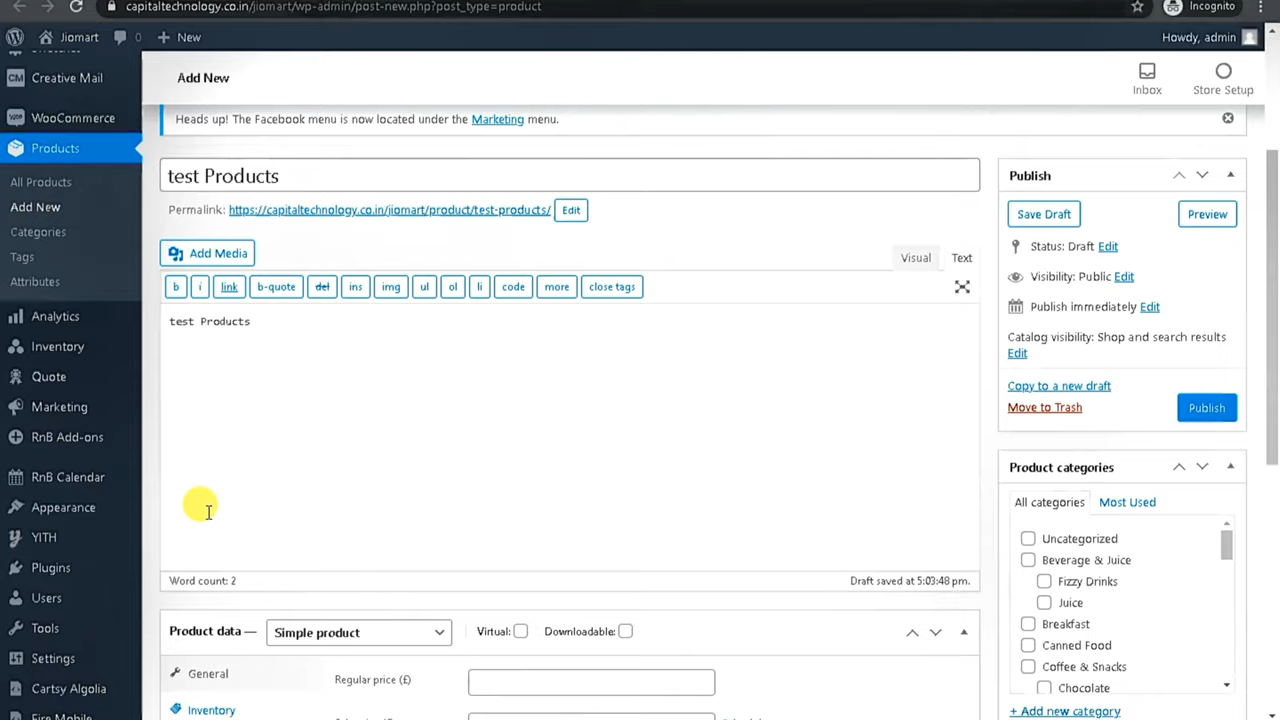 capitaltechnology.co.in/jiomart/wp-admin/post-new.php?post_type=product
Incognito
Jiomart
0
New
Howdy, admin
Creative Mail
WooCommerce
Products
All Products
Add New
Categories
Tags
Attributes
Analytics
Inventory
Quote
Marketing
RnB Add-ons
RnB Calendar
Appearance
YITH
Plugins
Users
Tools
Settings
Cartsy Algolia
Add New
Inbox
Store Setup
Heads up! The Facebook menu is now located under the Marketing menu.
test Products
Permalink: https://capitaltechnology.co.in/jiomart/product/test-products/ Edit
Add Media
Visual
Text
b
i
link
b-quote
del
ins
img
ul
ol
li
code
more
close tags
test Products
Word count: 2
Draft saved at 5:03:48 pm.
Product data —
Simple product
Virtual:
Downloadable:
General
Regular price (£)
Inventory
Publish
Save Draft
Preview
Status: Draft Edit
Visibility: Public Edit
Publish immediately Edit
Catalog visibility: Shop and search results
Edit
Copy to a new draft
Move to Trash
Publish
Product categories
All categories
Most Used
Uncategorized
Beverage & Juice
Fizzy Drinks
Juice
Breakfast
Canned Food
Coffee & Snacks
Chocolate
+ Add new category